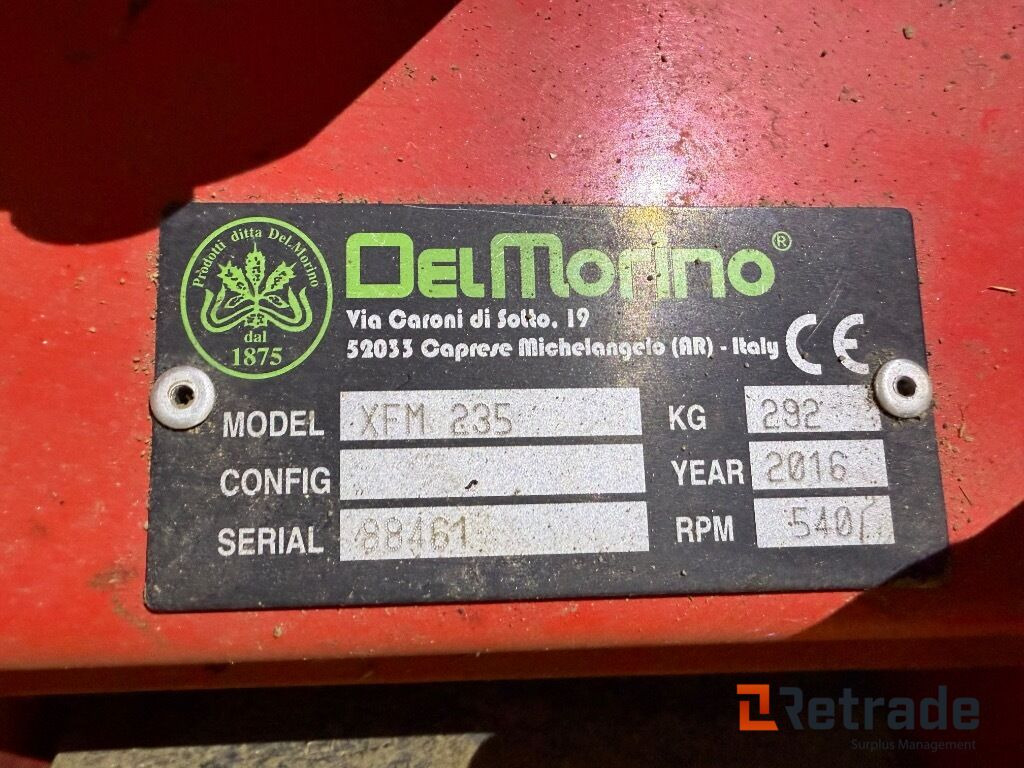 Prodotti ditta Del Morino
dal
1875
DELMORINO®
Via Caroni di Sotto, 19
52033 Caprese Michelangelo (AR) - Italy
CE
MODEL XFM 235
KG 292
CONFIG
YEAR 2016
SERIAL 88461
RPM 540/
Retrade
Surplus Management